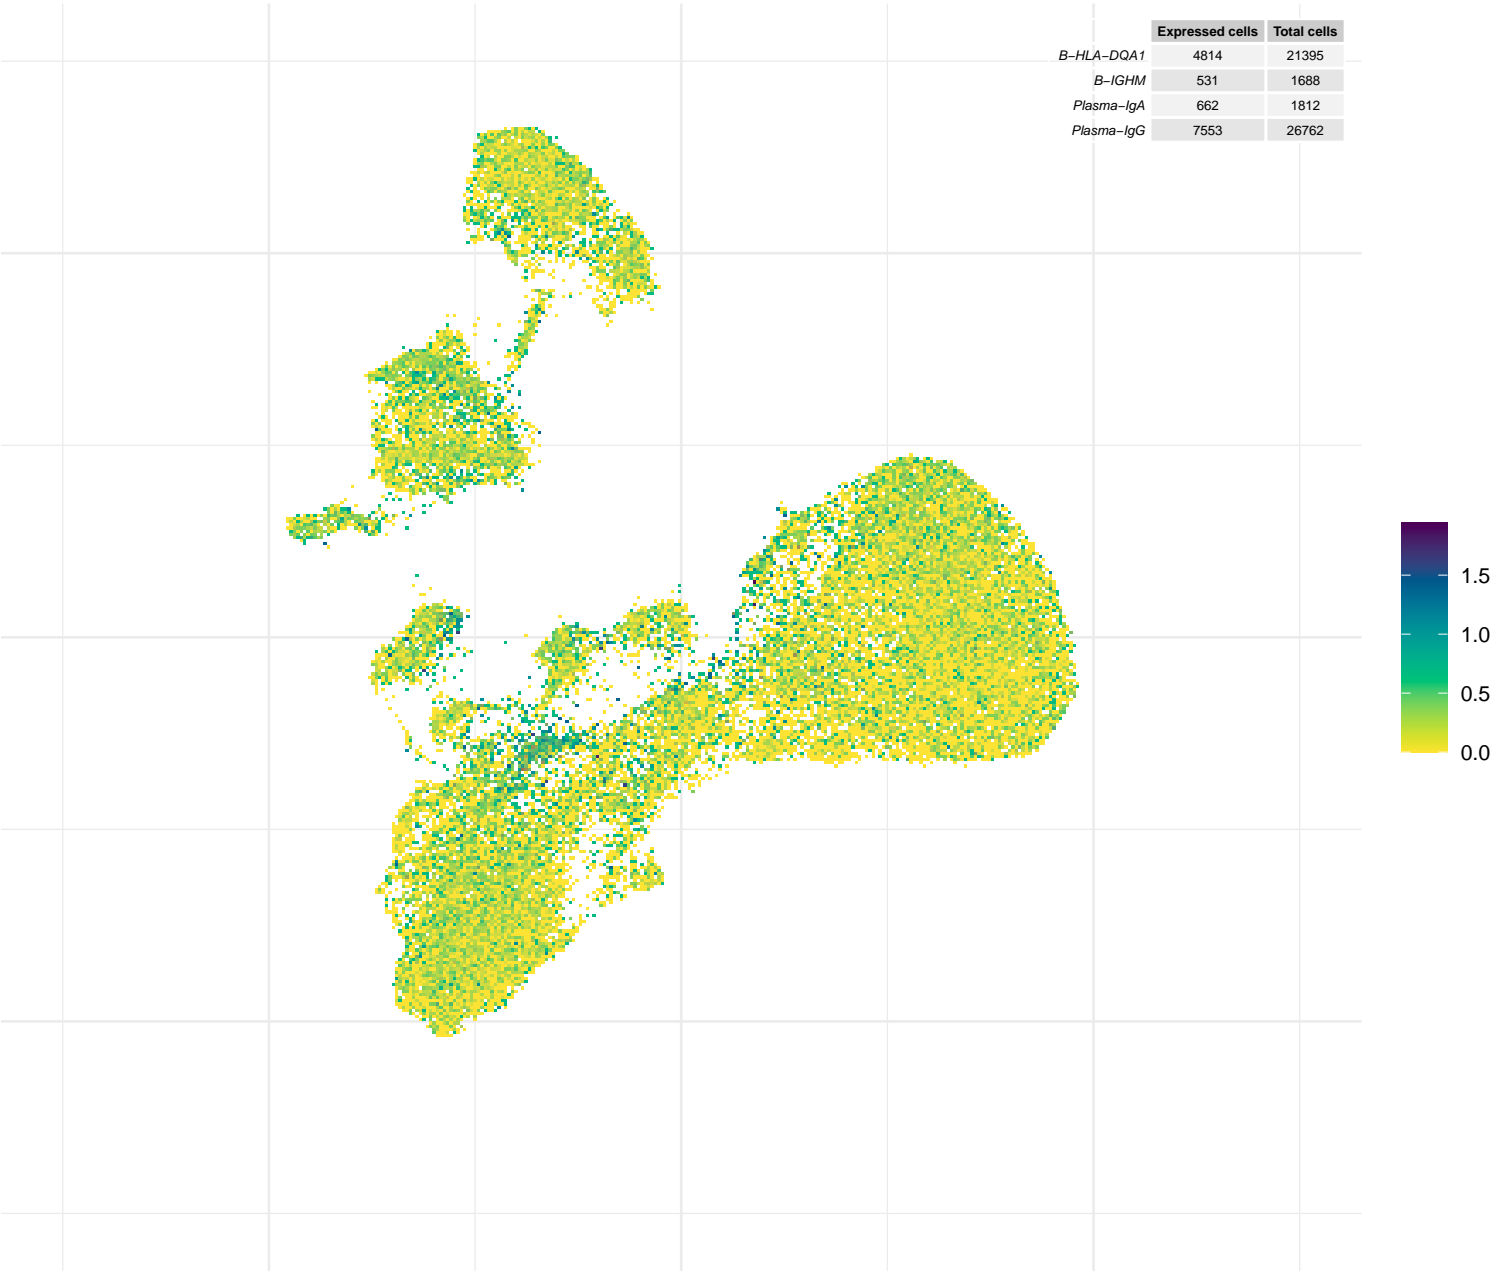 Expressed cells Total cells
B−HLA−DQA1 4814 21395
B−IGHM 531 1688
Plasma−IgA 662 1812
Plasma−IgG 7553 26762
1.5
1.0
0.5
0.0